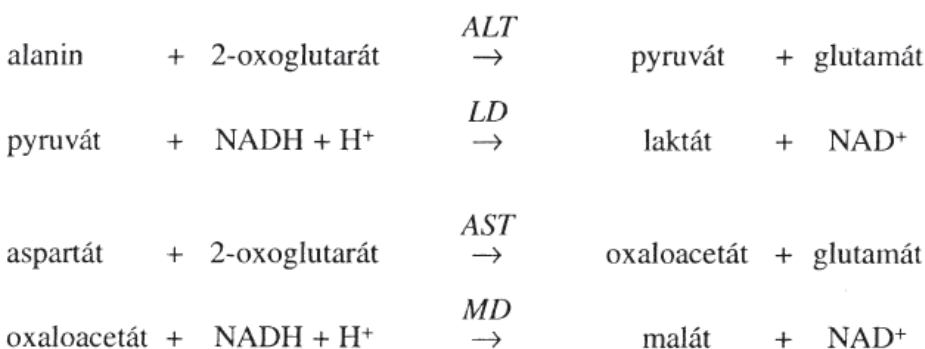 ALT
alanin + 2-oxoglutarát → pyruvát + glutamát
LD
pyruvát + NADH + H⁺ → laktát + NAD⁺
AST
aspartát + 2-oxoglutarát → oxaloacetát + glutamát
MD
oxaloacetát + NADH + H⁺ → malát + NAD⁺